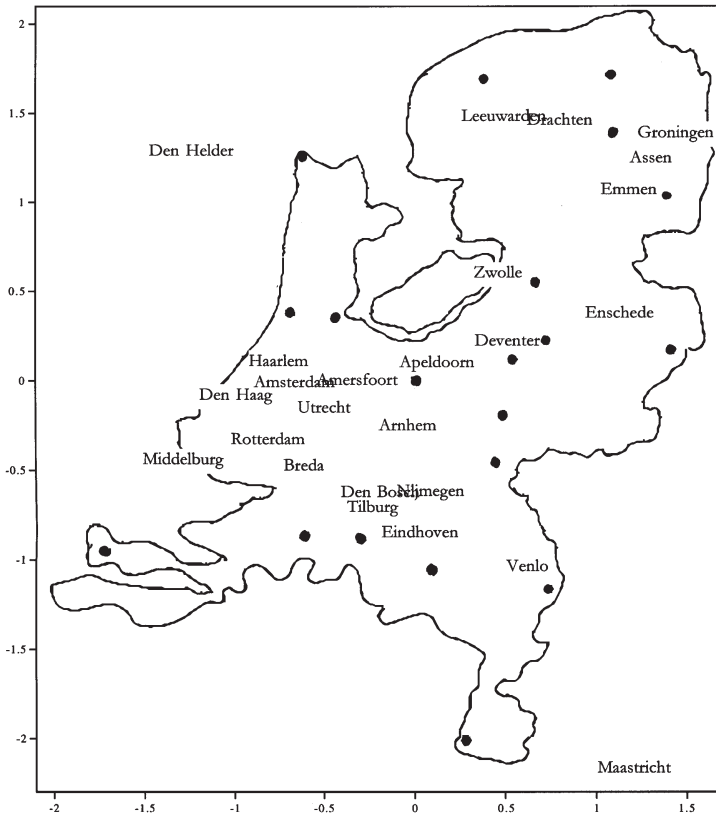 2
1.5
Leeuwarden
Drachten
Groningen
Den Helder
Assen
Emmen
1
Zwolle
0.5
Enschede
Deventer
Haarlem
Apeldoorn
0
Amsterdam
Amersfoort
Den Haag
Utrecht
Arnhem
Rotterdam
Middelburg
Breda
-0.5
Den Bosch
Nijmegen
Tilburg
Eindhoven
Venlo
-1
-1.5
-2
Maastricht
-2 -1.5 -1 -0.5 0 0.5 1 1.5